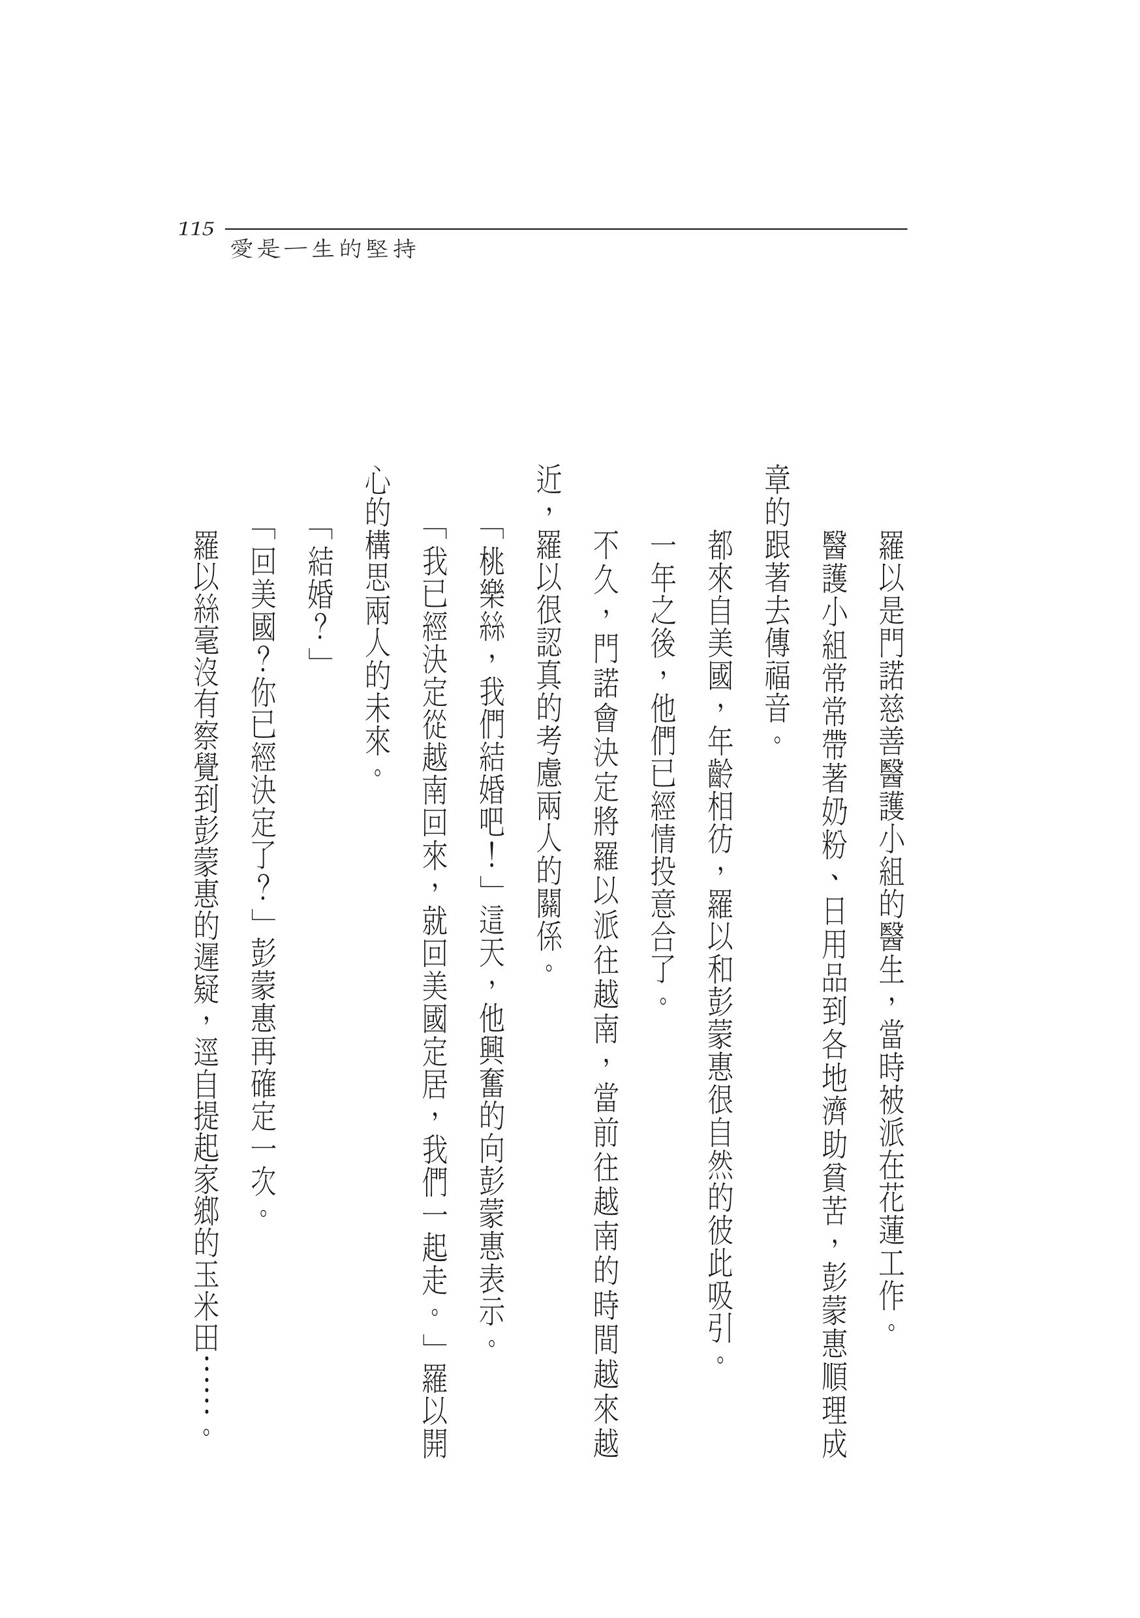 115
愛是一生的堅持
羅以是門諾慈善醫護小組的醫生，當時被派在花蓮工作。
醫護小組常常帶著奶粉、日用品到各地濟助貧苦，彭蒙惠順理成
章的跟著去傳福音。
都來自美國，年齡相彷，羅以和彭蒙惠很自然的彼此吸引。
一年之後，他們已經情投意合了。
不久，門諾會決定將羅以派往越南，當前往越南的時間越來越
近，羅以很認真的考慮兩人的關係。
「桃樂絲，我們結婚吧！」這天，他興奮的向彭蒙惠表示。
「我已經決定從越南回來，就回美國定居，我們一起走。」羅以開
心的構思兩人的未來。
「結婚？」
「回美國？你已經決定了？」彭蒙惠再確定一次。
羅以絲毫沒有察覺到彭蒙惠的遲疑，逕自提起家鄉的玉米田……。